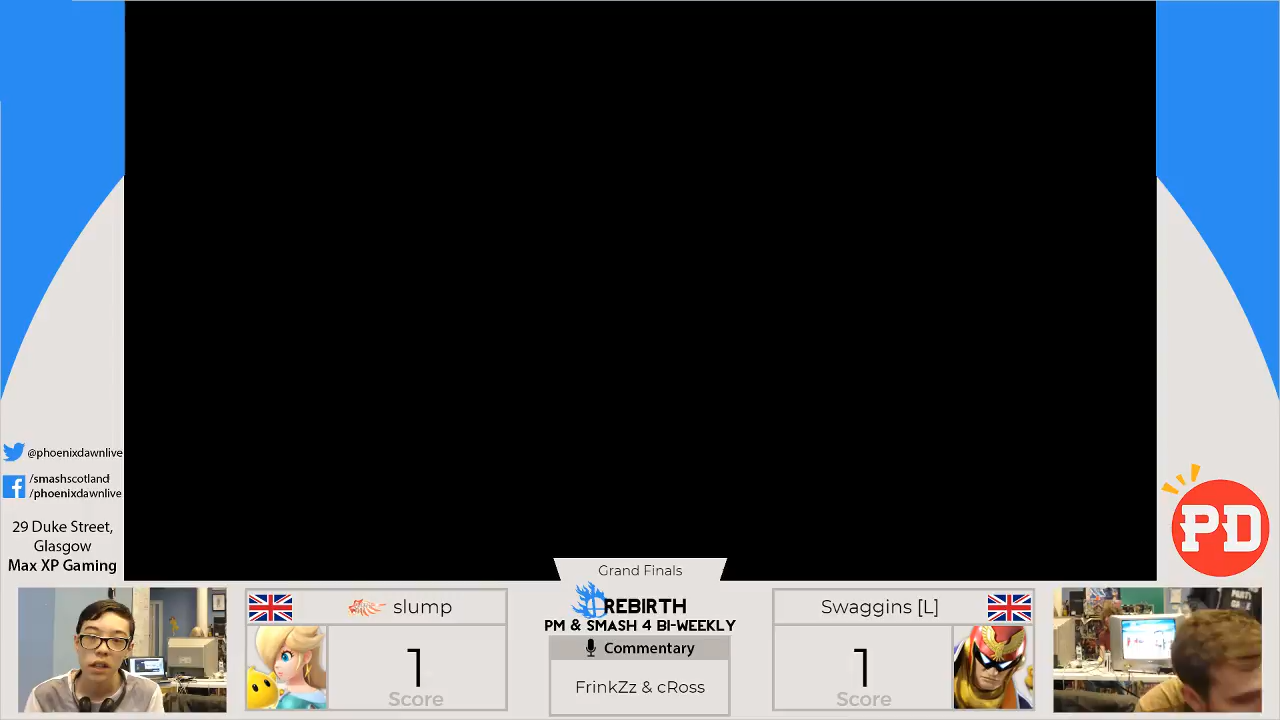 @phoenixdawnlive
/smashscotland
/phoenixdawnlive
29 Duke Street,
Glasgow
Max XP Gaming
PD
Grand Finals
slump
REBIRTH
PM & SMASH 4 BI-WEEKLY
Swaggins [L]
1
Score
Commentary
FrinkZz & cRoss
1
Score